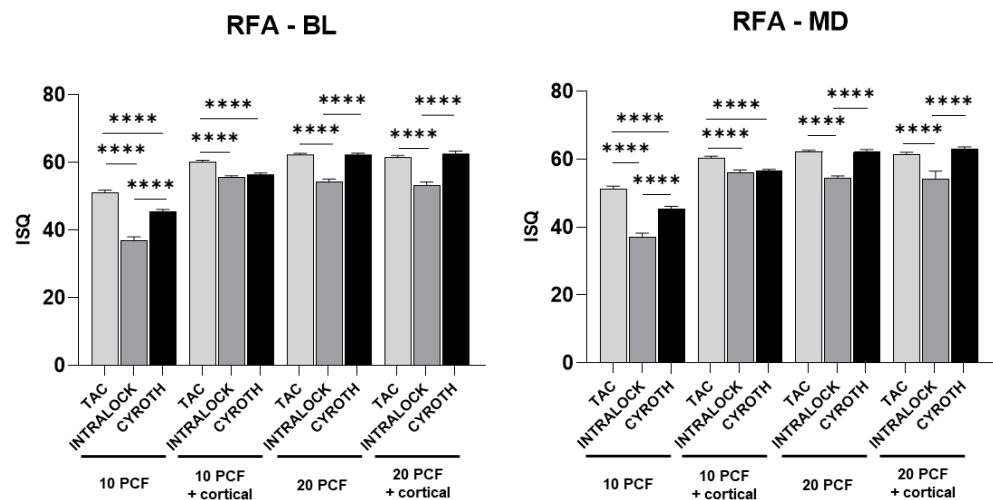 RFA - BL
ISQ
80
60
40
20
0
****
****
****
****
****
****
****
****
****
TAC
INTRALOCK
CYROTH
TAC
INTRALOCK
CYROTH
TAC
INTRALOCK
CYROTH
TAC
INTRALOCK
CYROTH
10 PCF
10 PCF
+ cortical
20 PCF
20 PCF
+ cortical
RFA - MD
ISQ
80
60
40
20
0
****
****
****
****
****
****
****
****
****
TAC
INTRALOCK
CYROTH
TAC
INTRALOCK
CYROTH
TAC
INTRALOCK
CYROTH
TAC
INTRALOCK
CYROTH
10 PCF
10 PCF
+ cortical
20 PCF
20 PCF
+ cortical